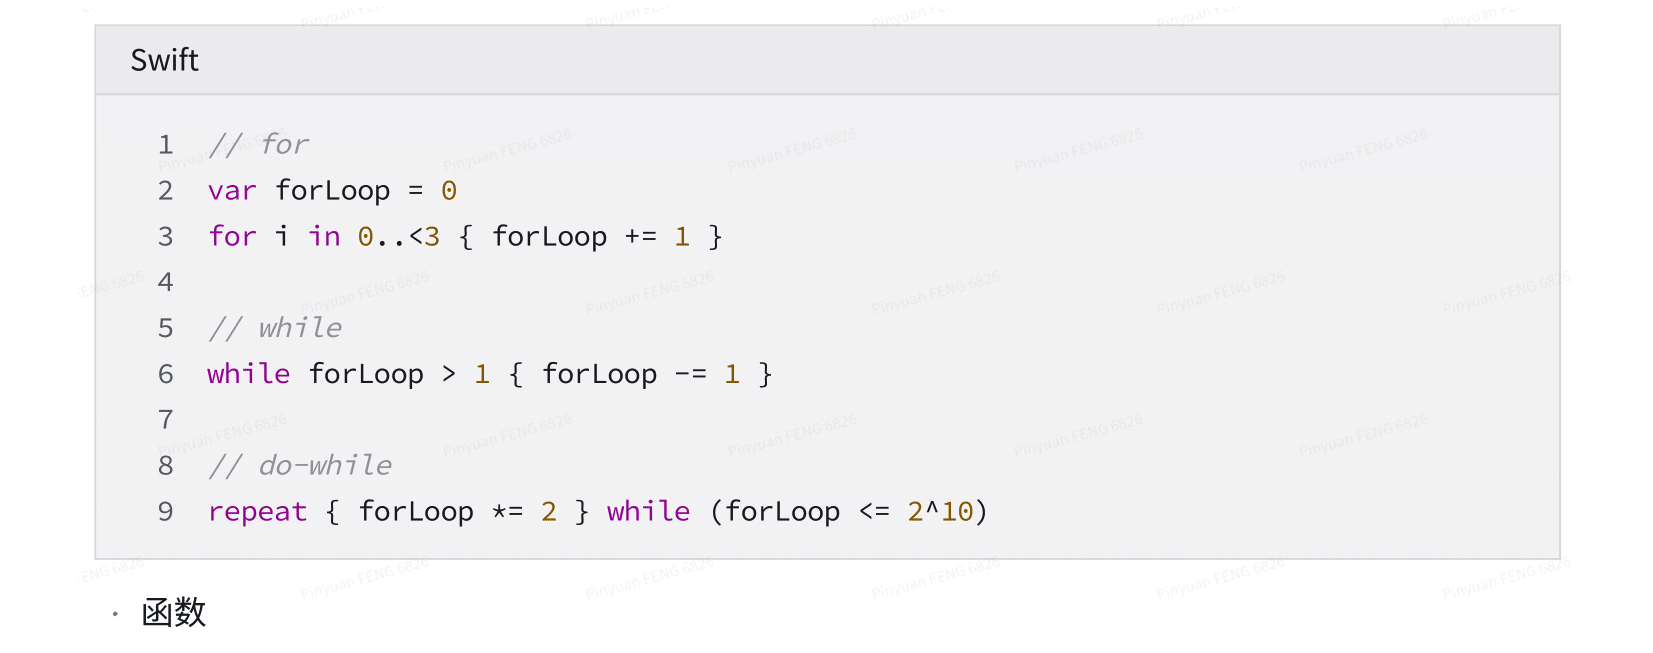 Swift
1 // for
2 var forLoop = 0
3 for i in 0..<3 { forLoop += 1 }
4
5 // while
6 while forLoop > 1 { forLoop -= 1 }
7
8 // do-while
9 repeat { forLoop *= 2 } while (forLoop <= 2^10)
· 函数
Pinyuan FENG 6826